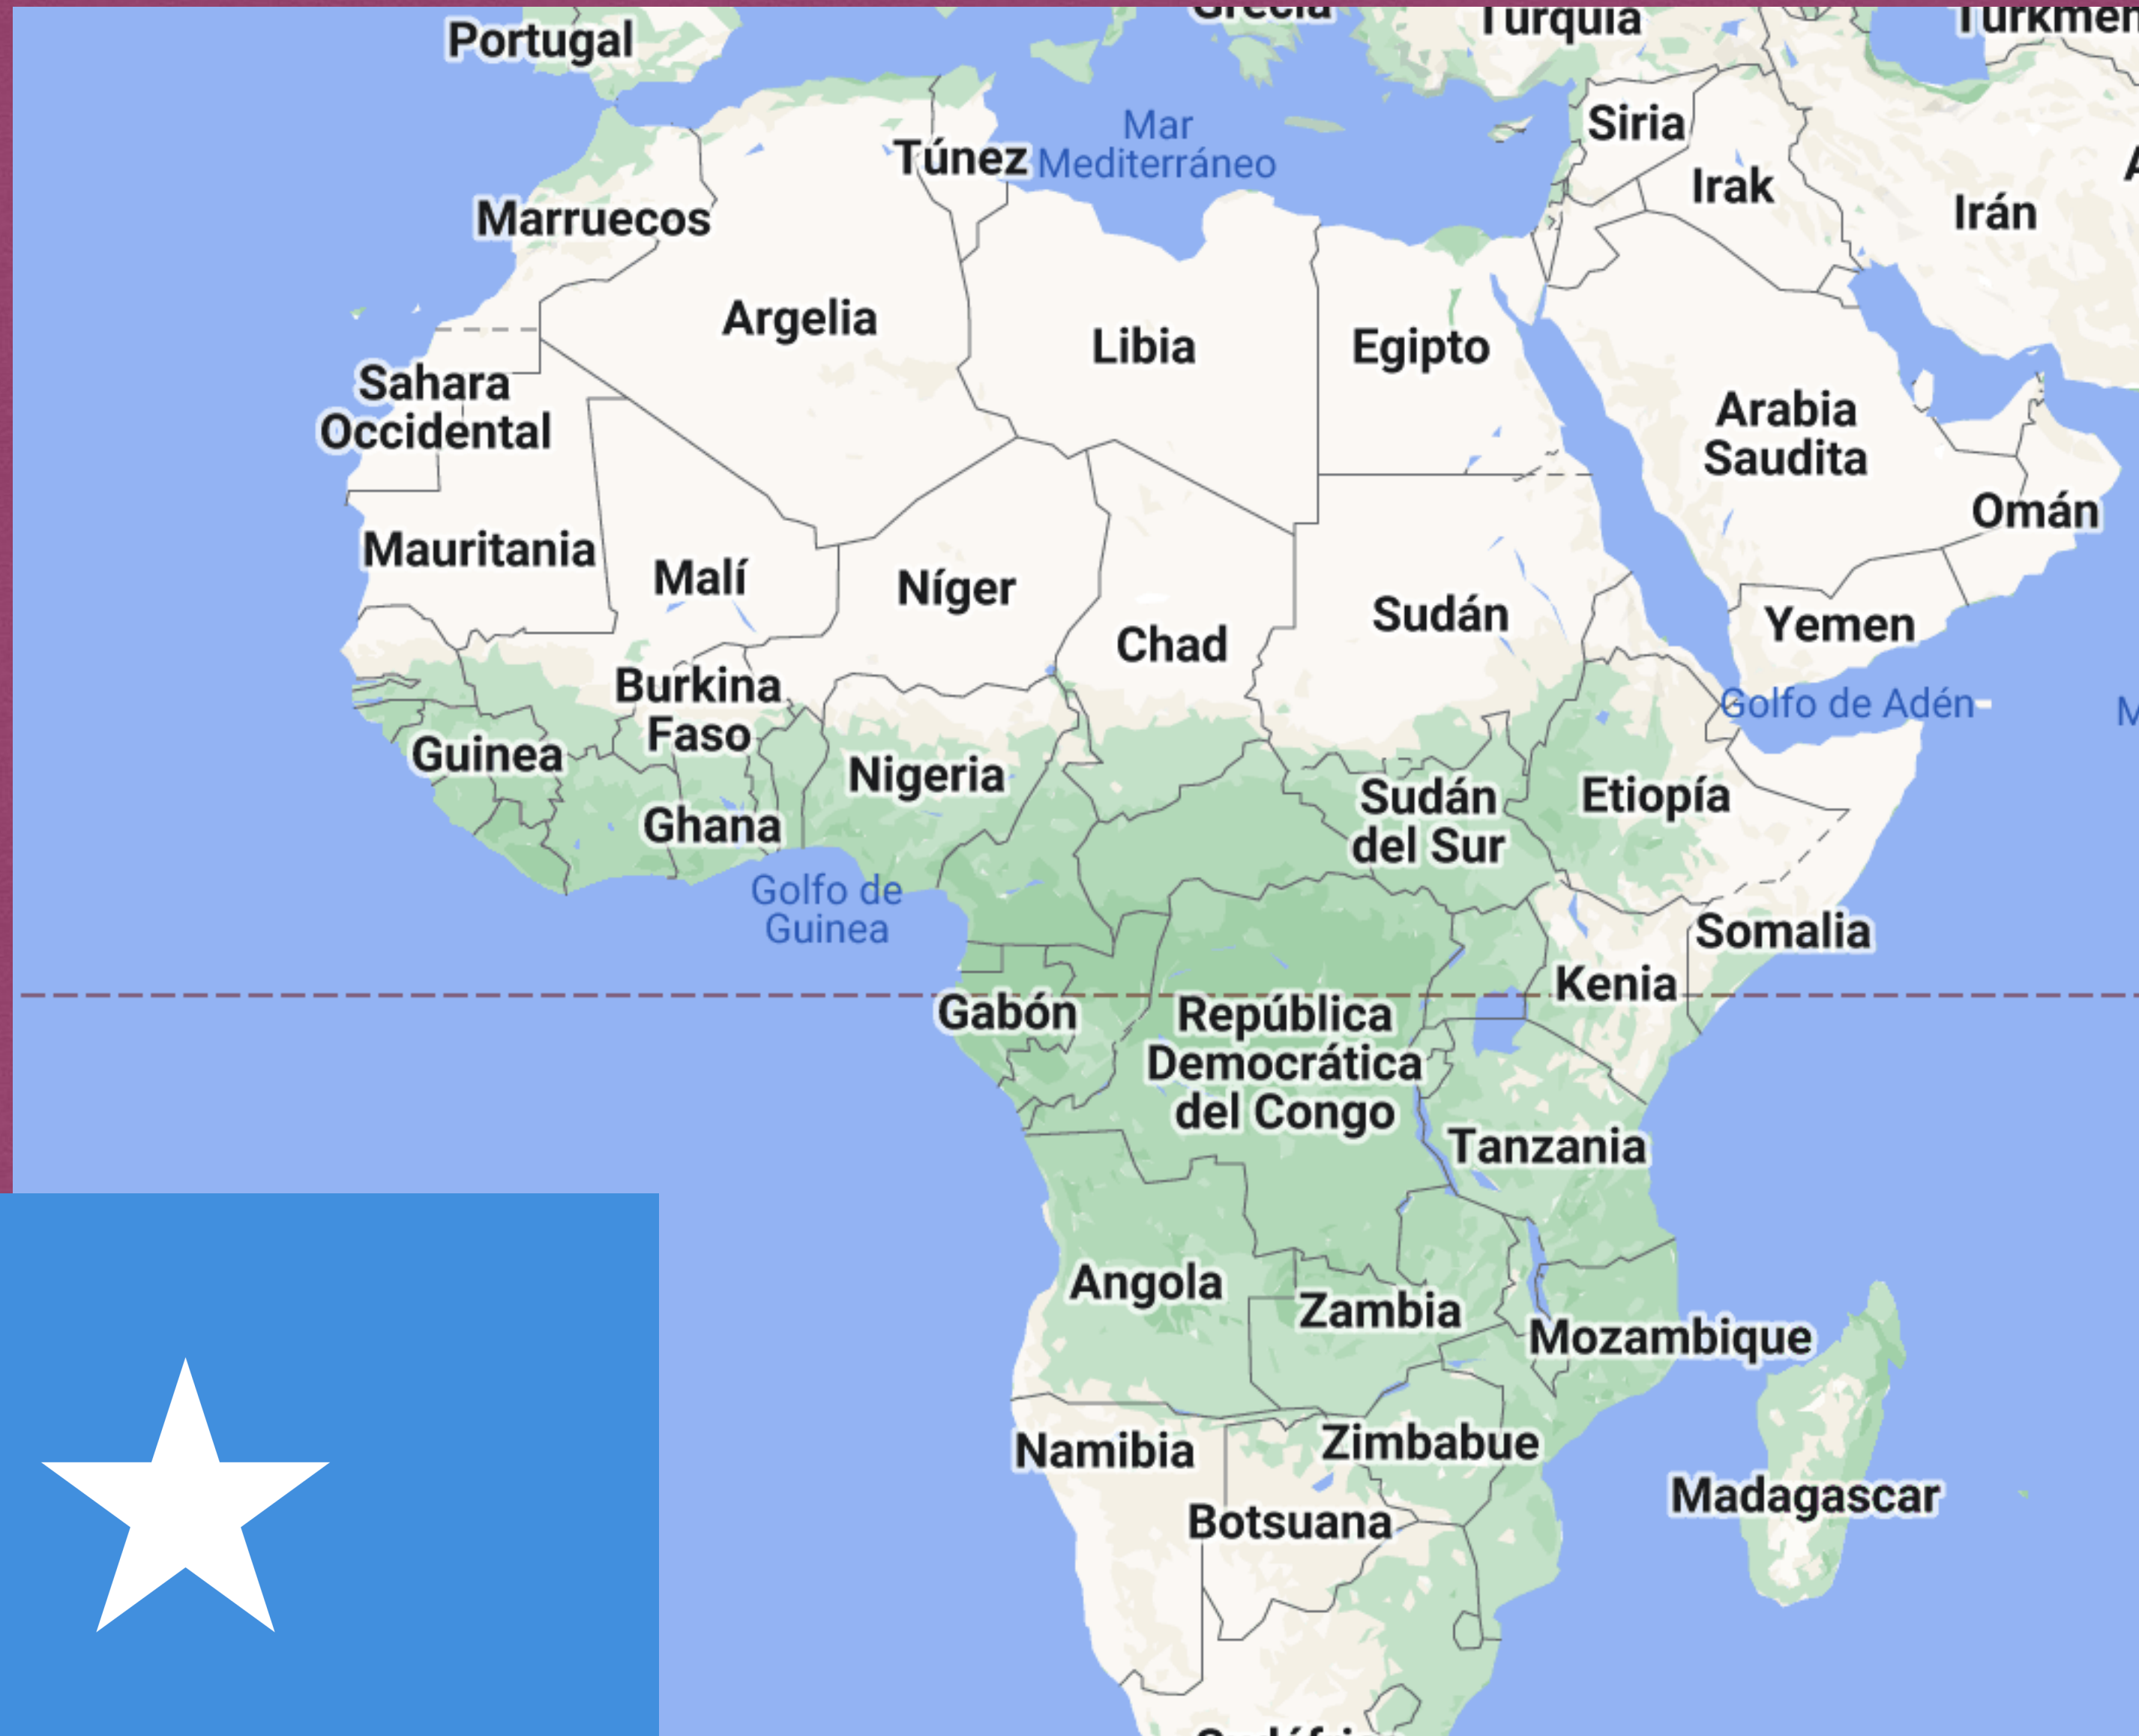 Portugal
Grecia
Turquía
Siria
Túnez
Mar
Mediterráneo
Irak
Marruecos
Irán
Argelia
Libia
Egipto
Sahara
Occidental
Arabia
Saudita
Omán
Mauritania
Malí
Níger
Sudán
Chad
Yemen
Burkina
Faso
Golfo de Adén
Guinea
Nigeria
Sudán
del Sur
Etiopía
Ghana
Golfo de
Guinea
Somalia
Kenia
Gabón
República
Democrática
del Congo
Tanzania
Angola
Zambia
Mozambique
Namibia
Zimbabue
Madagascar
Botsuana